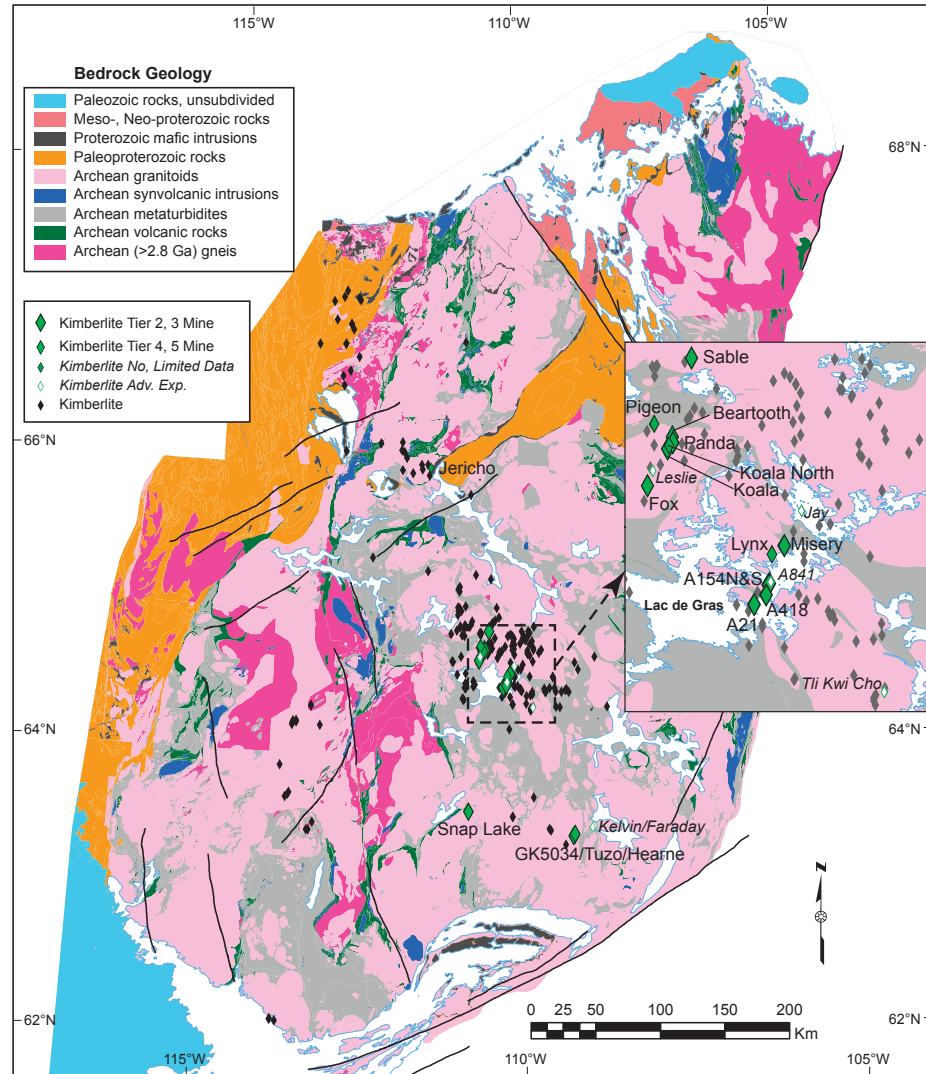 115°W 110°W 105°W
Bedrock Geology
Paleozoic rocks, unsubdivided
Meso-, Neo-proterozoic rocks
Proterozoic mafic intrusions
Paleoproterozoic rocks
Archean granitoids
Archean synvolcanic intrusions
Archean metaturbidites
Archean volcanic rocks
Archean (>2.8 Ga) gneis
68°N
Kimberlite Tier 2, 3 Mine
Kimberlite Tier 4, 5 Mine
Kimberlite No, Limited Data
Kimberlite Adv. Exp.
Kimberlite
Sable
Pigeon
Beartooth
Panda
Koala North
Koala
Leslie
Fox
Jay
Lynx
Misery
A154N&S
A841
Lac de Gras
A418
A21
Tli Kwi Cho
66°N
66°N
Jericho
64°N
64°N
Snap Lake
Kelvin/Faraday
GK5034/Tuzo/Hearne
N
62°N
62°N
0 25 50 100 150 200
Km
115°W 110°W 105°W